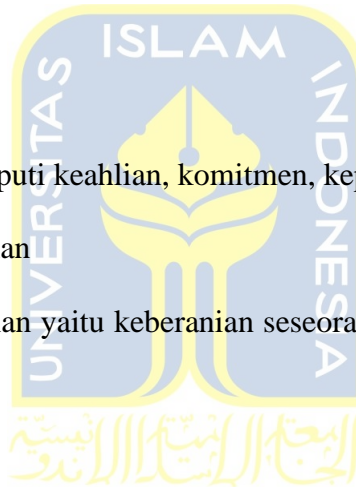 ISLAM
UNIVERSITAS
INDONESIA
puti keahlian, komitmen, kep
an
an yaitu keberanian seseora